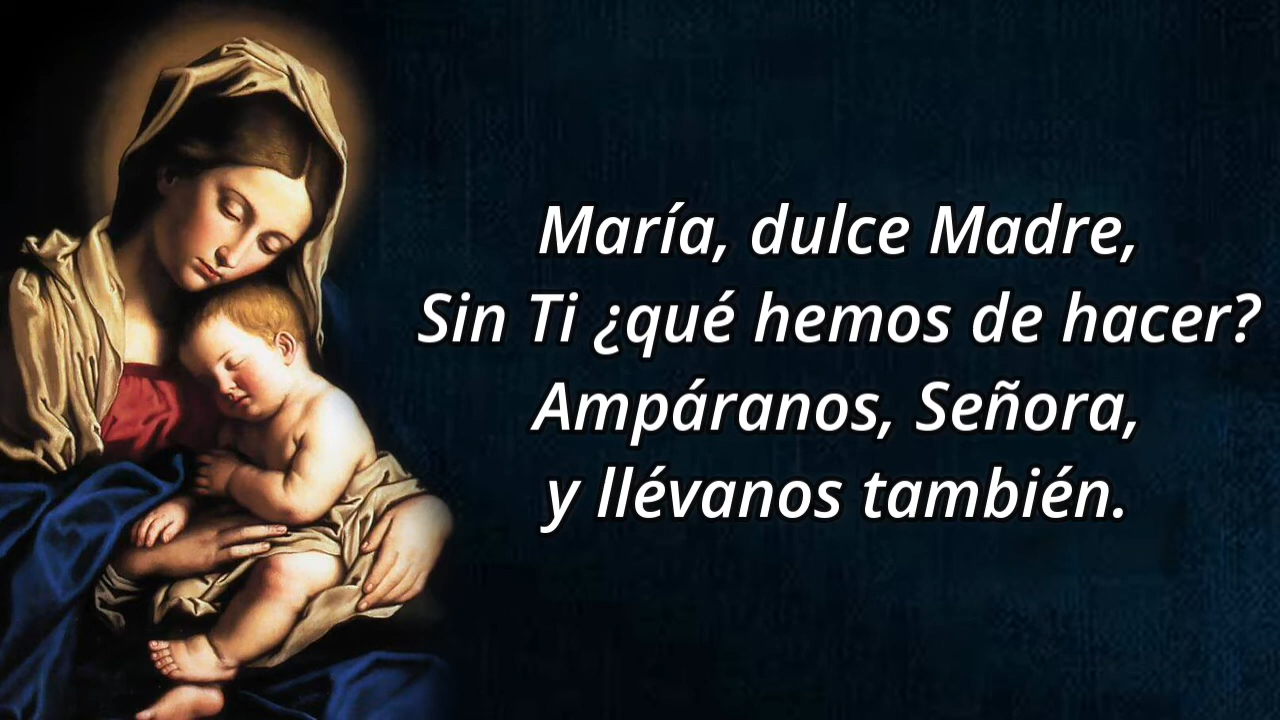 María, dulce Madre,
Sin Ti ¿qué hemos de hacer?
Ampáranos, Señora,
y llévanos también.